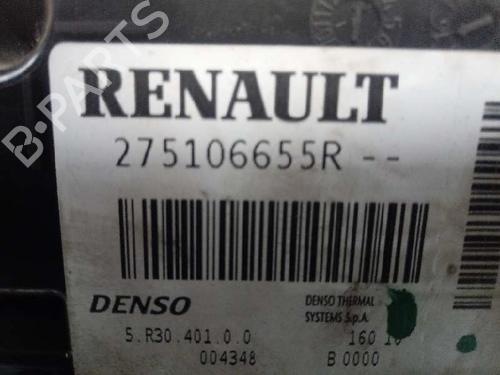 RENAULT
275106655R --
DENSO
DENSO THERMAL
SYSTEMS S.p.A.
5.R30.401.0.0
160 10
004348
B 0000
B-PARTS